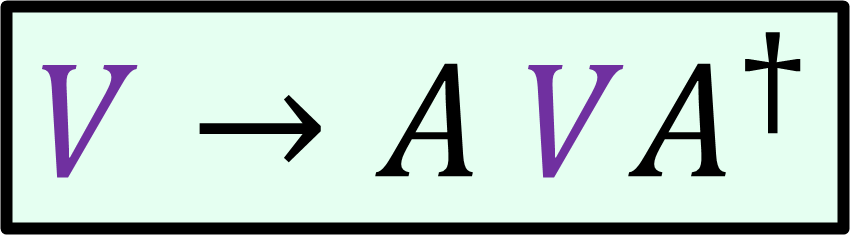 V → A V A†